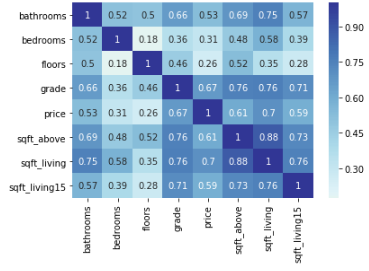 bathrooms 1 0.52 0.5 0.66 0.53 0.69 0.75 0.57
bedrooms 0.52 1 0.18 0.36 0.31 0.48 0.58 0.39
floors 0.5 0.18 1 0.46 0.26 0.52 0.35 0.28
grade 0.66 0.36 0.46 1 0.67 0.76 0.76 0.71
price 0.53 0.31 0.26 0.67 1 0.61 0.7 0.59
sqft_above 0.69 0.48 0.52 0.76 0.61 1 0.88 0.73
sqft_living 0.75 0.58 0.35 0.76 0.7 0.88 1 0.76
sqft_living15 0.57 0.39 0.28 0.71 0.59 0.73 0.76 1
bathrooms bedrooms floors grade price sqft_above sqft_living sqft_living15
0.90
0.75
0.60
0.45
0.30